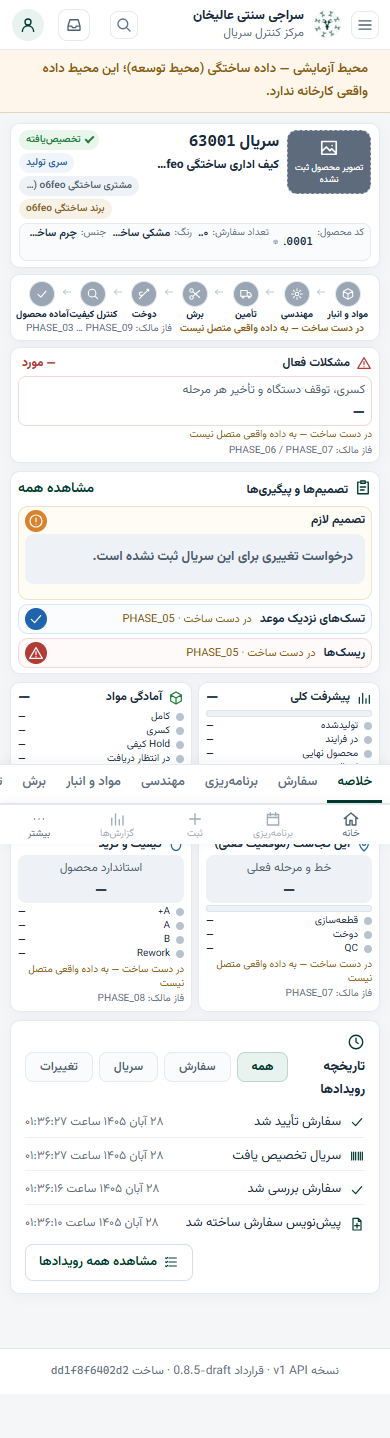 سراجی سنتی عالیخان
مرکز کنترل سریال
محیط آزمایشی — داده ساختگی (محیط توسعه)؛ این محیط داده
واقعی کارخانه ندارد.
تصویر محصول ثبت
نشده
سریال 63001
کیف اداری ساختگی feo...
تخصیص‌یافته
سری تولید
مشتری ساختگی o6feo (...
برند ساختگی o6feo
کد محصول:
تعداد سفارش:
رنگ: مشکی ساخ...
جنس: چرم ساخ...
مواد و انبار
مهندسی
تأمین
برش
دوخت
کنترل کیفیت
آماده محصول
در دست ساخت — به داده واقعی متصل نیست
فاز مالک: PHASE_03 … PHASE_09
مشکلات فعال
— مورد
کسری، توقف دستگاه و تأخیر هر مرحله
—
در دست ساخت — به داده واقعی متصل نیست
فاز مالک: PHASE_06 / PHASE_07
تصمیم‌ها و پیگیری‌ها
مشاهده همه
تصمیم لازم
درخواست تغییری برای این سریال ثبت نشده است.
تسک‌های نزدیک موعد
در دست ساخت · PHASE_05
ریسک‌ها
در دست ساخت · PHASE_05
پیشرفت کلی
—
تولیدشده —
در فرایند —
محصول نهایی —
آمادگی مواد
—
کامل —
کسری —
Hold کیفی —
در انتظار دریافت —
خلاصه
سفارش
برنامه‌ریزی
مهندسی
مواد و انبار
برش
خانه
برنامه‌ریزی
ثبت
گزارش‌ها
بیشتر
خط و مرحله فعلی
—
قطعه‌سازی —
دوخت —
QC —
در دست ساخت — به داده واقعی متصل
نیست
فاز مالک: PHASE_07
استاندارد محصول
—
A+ —
A —
B —
Rework —
در دست ساخت — به داده واقعی متصل
نیست
فاز مالک: PHASE_08
تاریخچه
رویدادها
همه
سفارش
سریال
تغییرات
سفارش تأیید شد
۲۸ آبان ۱۴۰۵ ساعت ۰۱:۳۶:۲۷
سریال تخصیص یافت
۲۸ آبان ۱۴۰۵ ساعت ۰۱:۳۶:۲۷
سفارش بررسی شد
۲۸ آبان ۱۴۰۵ ساعت ۰۱:۳۶:۱۶
پیش‌نویس سفارش ساخته شد
۲۸ آبان ۱۴۰۵ ساعت ۰۱:۳۶:۱۰
مشاهده همه رویدادها
نسخه v1 API · قرارداد 0.8.5-draft · ساخت dd1f8f6402d2